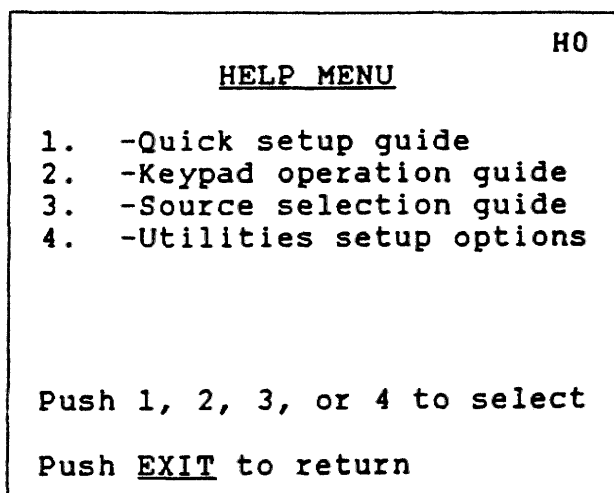 H0
HELP MENU
1. -Quick setup guide
2. -Keypad operation guide
3. -Source selection guide
4. -Utilities setup options
Push 1, 2, 3, or 4 to select
Push EXIT to return